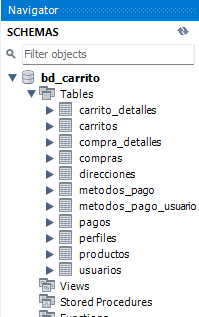 Navigator
SCHEMAS
Filter objects
bd_carrito
Tables
carrito_detalles
carritos
compra_detalles
compras
direcciones
metodos_pago
metodos_pago_usuario
pagos
perfiles
productos
usuarios
Views
Stored Procedures
Functions